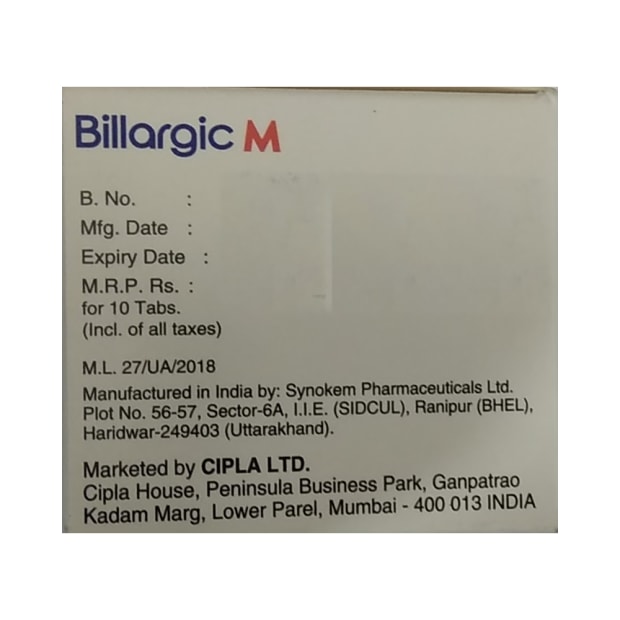 Billargic M
B. No. :
Mfg. Date :
Expiry Date :
M.R.P. Rs. :
for 10 Tabs.
(Incl. of all taxes)
M.L. 27/UA/2018
Manufactured in India by: Synokem Pharmaceuticals Ltd.
Plot No. 56-57, Sector-6A, I.I.E. (SIDCUL), Ranipur (BHEL),
Haridwar-249403 (Uttarakhand).
Marketed by CIPLA LTD.
Cipla House, Peninsula Business Park, Ganpatrao
Kadam Marg, Lower Parel, Mumbai - 400 013 INDIA